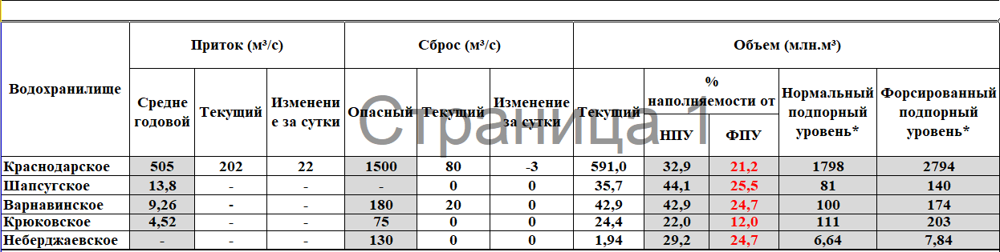 Водохранилище Приток (м³/с) Сброс (м³/с) Объем (млн.м³)
Средне годовой Текущий Изменени е за сутки Опасный Текущий Изменение за сутки Текущий % наполняемости от Нормальный подпорный уровень* Форсированный подпорный уровень*
НПУ ФПУ
Страница 1
Краснодарское 505 202 22 1500 80 -3 591,0 32,9 21,2 1798 2794
Шапсугское 13,8 - - - 0 0 35,7 44,1 25,5 81 140
Варнавинское 9,26 - - 180 20 0 42,9 42,9 24,7 100 174
Крюковское 4,52 - - 75 0 0 24,4 22,0 12,0 111 203
Неберджаевское - - - 130 0 0 1,94 29,2 24,7 6,64 7,84